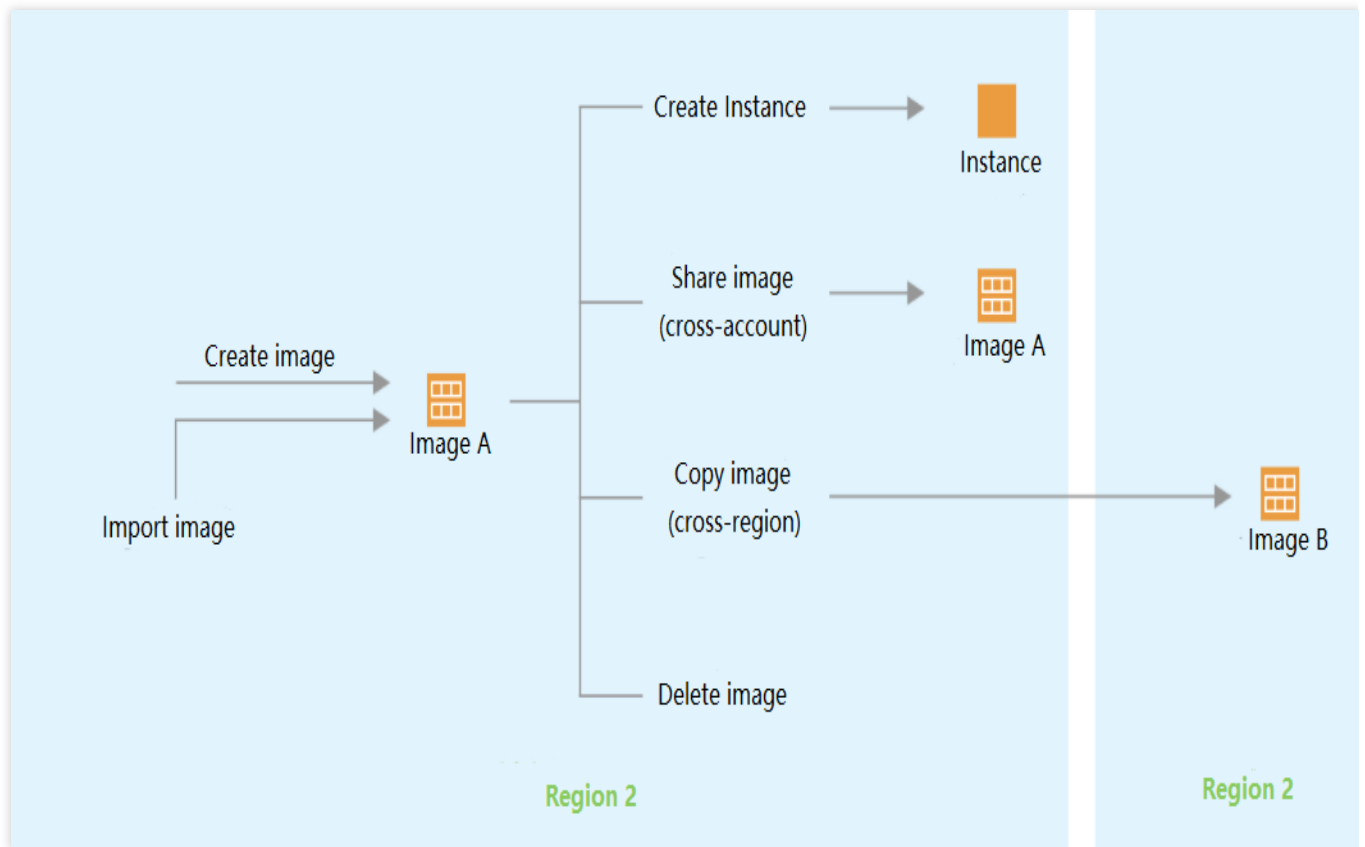 Create Instance
Instance
Share image
(cross-account)
Image A
Create image
Image A
Import image
Copy image
(cross-region)
Image B
Delete image
Region 2
Region 2